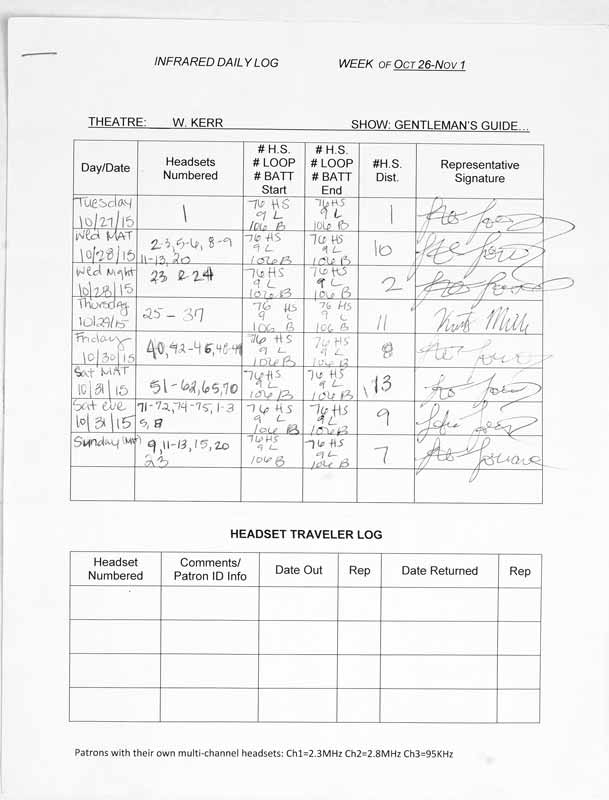 INFRARED DAILY LOG WEEK OF OCT 26-NOV 1
THEATRE: W. KERR SHOW: GENTLEMAN'S GUIDE...
Day/Date Headsets Numbered # H.S. # LOOP # BATT Start # H.S. # LOOP # BATT End #H.S. Dist. Representative Signature
Tuesday 76 HS 76 HS
10/27/15 1 9 L 9 L 1
106 B 106 B
Wed MAT 2-3, 5-6, 8-9 76 HS 76 HS
10/28/15 11-13, 20 9 L 9 L 10
106 B 106 B
Wed Night 23 & 24 76 HS 76 HS
10/28/15 9 L 9 L 2
106 B 106 B
Thursday 76 HS 76 HS
10/29/15 25 - 37 9 L 9 L 11
106 B 106 B
Friday 40, 42-45, 76 HS 76 HS
10/30/15 9 L 9 L 8
106 B 106 B
Sat MAT 76 HS 76 HS
10/31/15 51-62, 65, 70 9 L 9 L 13
106 B 106 B
Sat eve 71-72, 74-75, 1-3 76 HS 76 HS
10/31/15 5, 8 9 L 9 L 9
106 B 106 B
Sunday (MAT) 9, 11-13, 15, 20 76 HS 76 HS
23 9 L 9 L 7
106 B 106 B
HEADSET TRAVELER LOG
Headset Numbered Comments/ Patron ID Info Date Out Rep Date Returned Rep
Patrons with their own multi-channel headsets: Ch1=2.3MHz Ch2=2.8MHz Ch3=95KHz